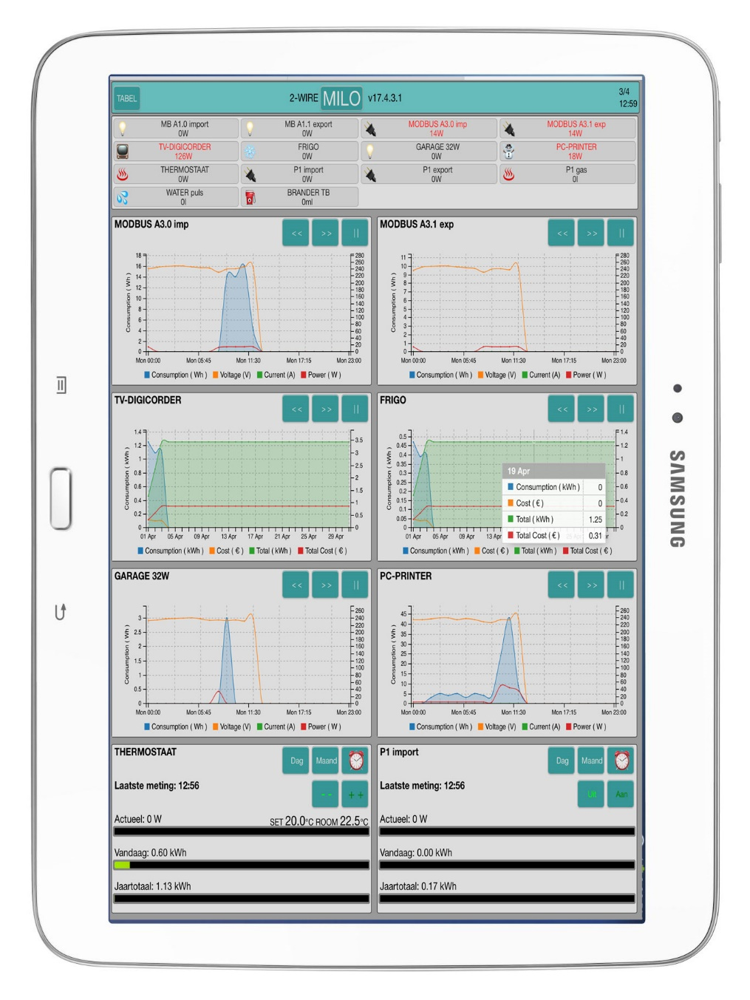 TABEL
2-WIRE MILO v17.4.3.1
3/4
12:59
MB A1.0 import
0W
MB A1.1 export
0W
MODBUS A3.0 imp
14W
MODBUS A3.1 exp
14W
TV-DIGICORDER
126W
FRIGO
0W
GARAGE 32W
0W
PC-PRINTER
18W
THERMOSTAAT
0W
P1 import
0W
P1 export
0W
P1 gas
0l
WATER puls
0l
BRANDER TB
0ml
MODBUS A3.0 imp
<< >> ||
18 16 14 12 10 8 6 4 2 0
Consumption ( Wh )
280 260 240 220 200 180 160 140 120 100 80 60 40 20 0
Mon 00:00 Mon 05:45 Mon 11:30 Mon 17:15 Mon 23:00
Consumption ( Wh ) Voltage (V) Current (A) Power ( W )
MODBUS A3.1 exp
<< >> ||
11 10 9 8 7 6 5 4 3 2 1 0
Consumption ( Wh )
280 260 240 220 200 180 160 140 120 100 80 60 40 20 0
Mon 00:00 Mon 05:45 Mon 11:30 Mon 17:15 Mon 23:00
Consumption ( Wh ) Voltage (V) Current (A) Power ( W )
TV-DIGICORDER
<< >> ||
1.4 1.2 1 0.8 0.6 0.4 0.2 0
Consumption ( kWh )
3.5 3 2.5 2 1.5 1 0.5 0
01 Apr 05 Apr 09 Apr 13 Apr 17 Apr 21 Apr 25 Apr 29 Apr
Consumption ( kWh ) Cost ( € ) Total ( kWh ) Total Cost ( € )
FRIGO
<< >> ||
0.5 0.45 0.4 0.35 0.3 0.25 0.2 0.15 0.1 0.05 0
Consumption ( kWh )
1.4 1.2 1 0.8 0.6 0.4 0.2 0
19 Apr
Consumption ( kWh ) 0
Cost ( € ) 0
Total ( kWh ) 1.25
Total Cost ( € ) 0.31
01 Apr 05 Apr 09 Apr 13 Apr
Consumption ( kWh ) Cost ( € ) Total ( kWh ) Total Cost ( € )
GARAGE 32W
<< >> ||
3 2.5 2 1.5 1 0.5 0
Consumption ( Wh )
260 240 220 200 180 160 140 120 100 80 60 40 20 0
Mon 00:00 Mon 05:45 Mon 11:30 Mon 17:15 Mon 23:00
Consumption ( Wh ) Voltage (V) Current (A) Power ( W )
PC-PRINTER
<< >> ||
45 40 35 30 25 20 15 10 5 0
Consumption ( Wh )
260 240 220 200 180 160 140 120 100 80 60 40 20 0
Mon 00:00 Mon 05:45 Mon 11:30 Mon 17:15 Mon 23:00
Consumption ( Wh ) Voltage (V) Current (A) Power ( W )
THERMOSTAAT
Dag Maand
Laatste meting: 12:56
-- ++
Actueel: 0 W SET 20.0°C ROOM 22.5°C
Vandaag: 0.60 kWh
Jaartotaal: 1.13 kWh
P1 import
Dag Maand
Laatste meting: 12:56
Uit Aan
Actueel: 0 W
Vandaag: 0.00 kWh
Jaartotaal: 0.17 kWh
SAMSUNG